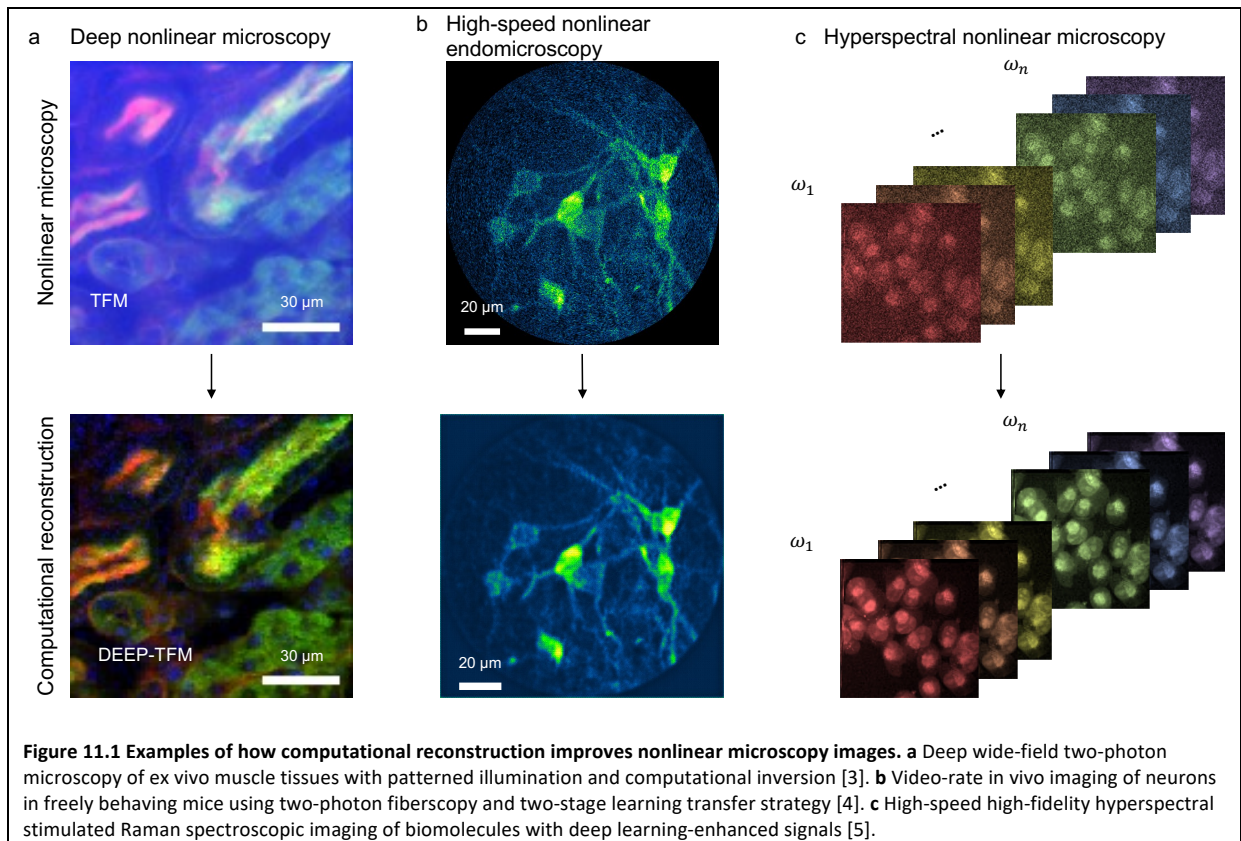 a Deep nonlinear microscopy
b High-speed nonlinear
endomicroscopy
c Hyperspectral nonlinear microscopy
Nonlinear microscopy
TFM
30 µm
20 µm
ω₁
...
ωₙ
Computational reconstruction
DEEP-TFM
30 µm
20 µm
ω₁
...
ωₙ
Figure 11.1 Examples of how computational reconstruction improves nonlinear microscopy images. a Deep wide-field two-photon
microscopy of ex vivo muscle tissues with patterned illumination and computational inversion [3]. b Video-rate in vivo imaging of neurons
in freely behaving mice using two-photon fiberscopy and two-stage learning transfer strategy [4]. c High-speed high-fidelity hyperspectral
stimulated Raman spectroscopic imaging of biomolecules with deep learning-enhanced signals [5].